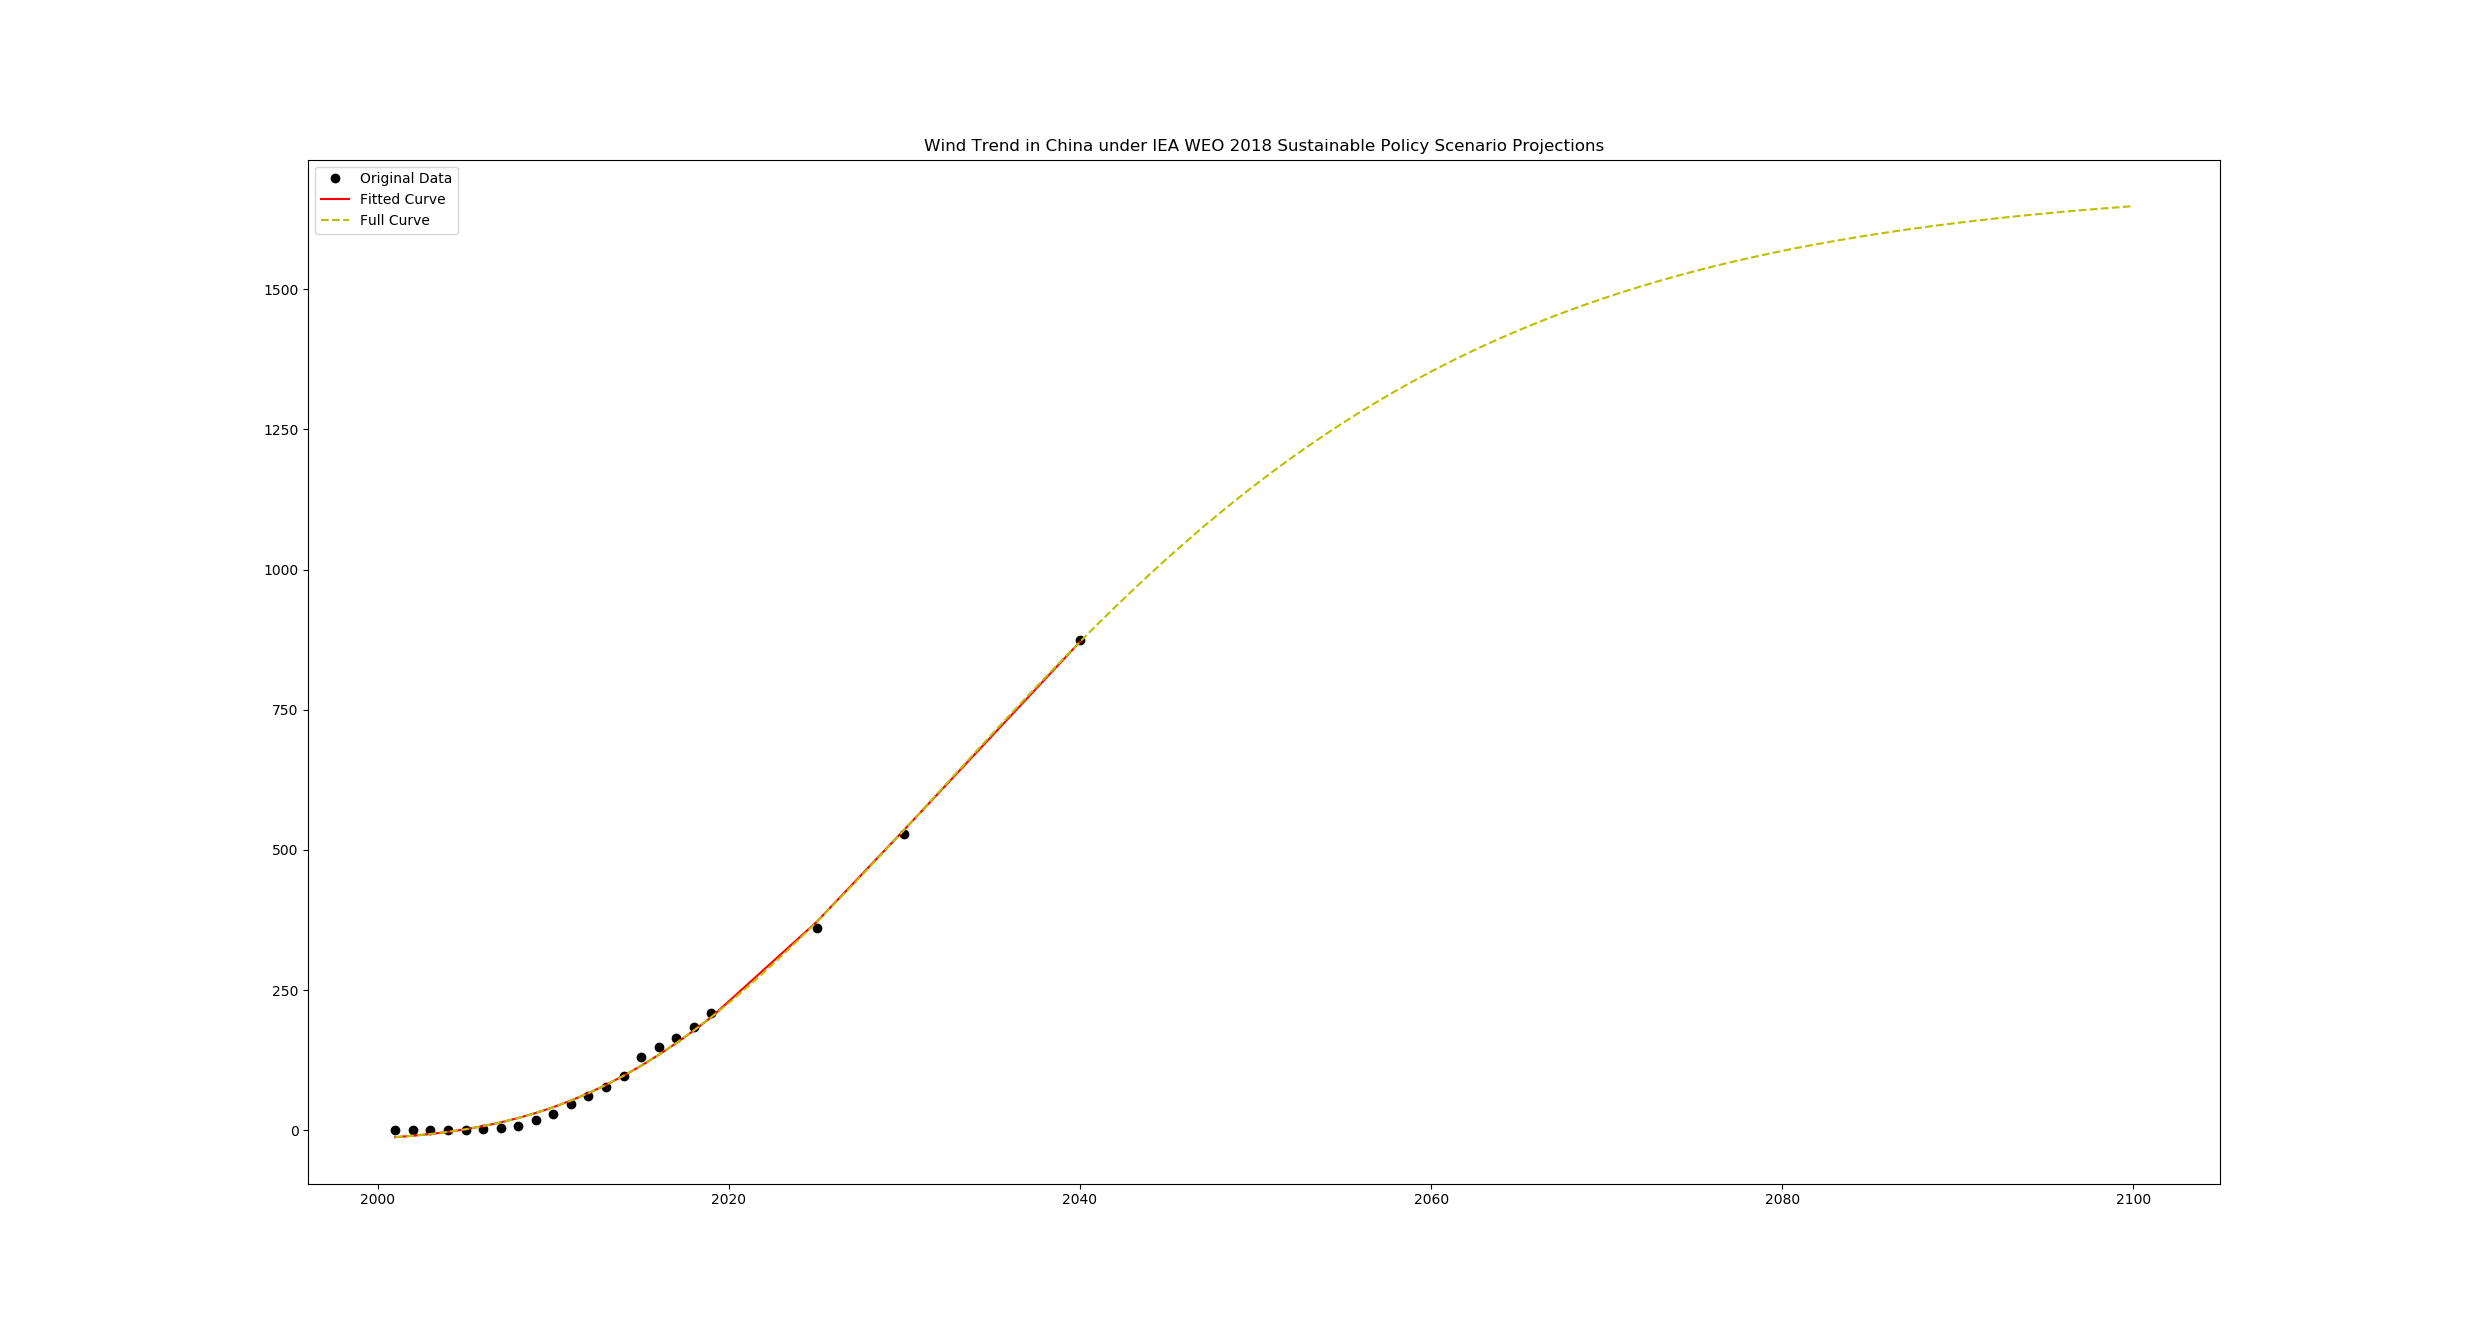 Wind Trend in China under IEA WEO 2018 Sustainable Policy Scenario Projections
Original Data
Fitted Curve
Full Curve
1500
1250
1000
750
500
250
0
2000 2020 2040 2060 2080 2100